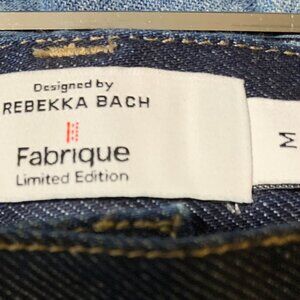 Designed by
REBEKKA BACH
Fabrique
Limited Edition
M